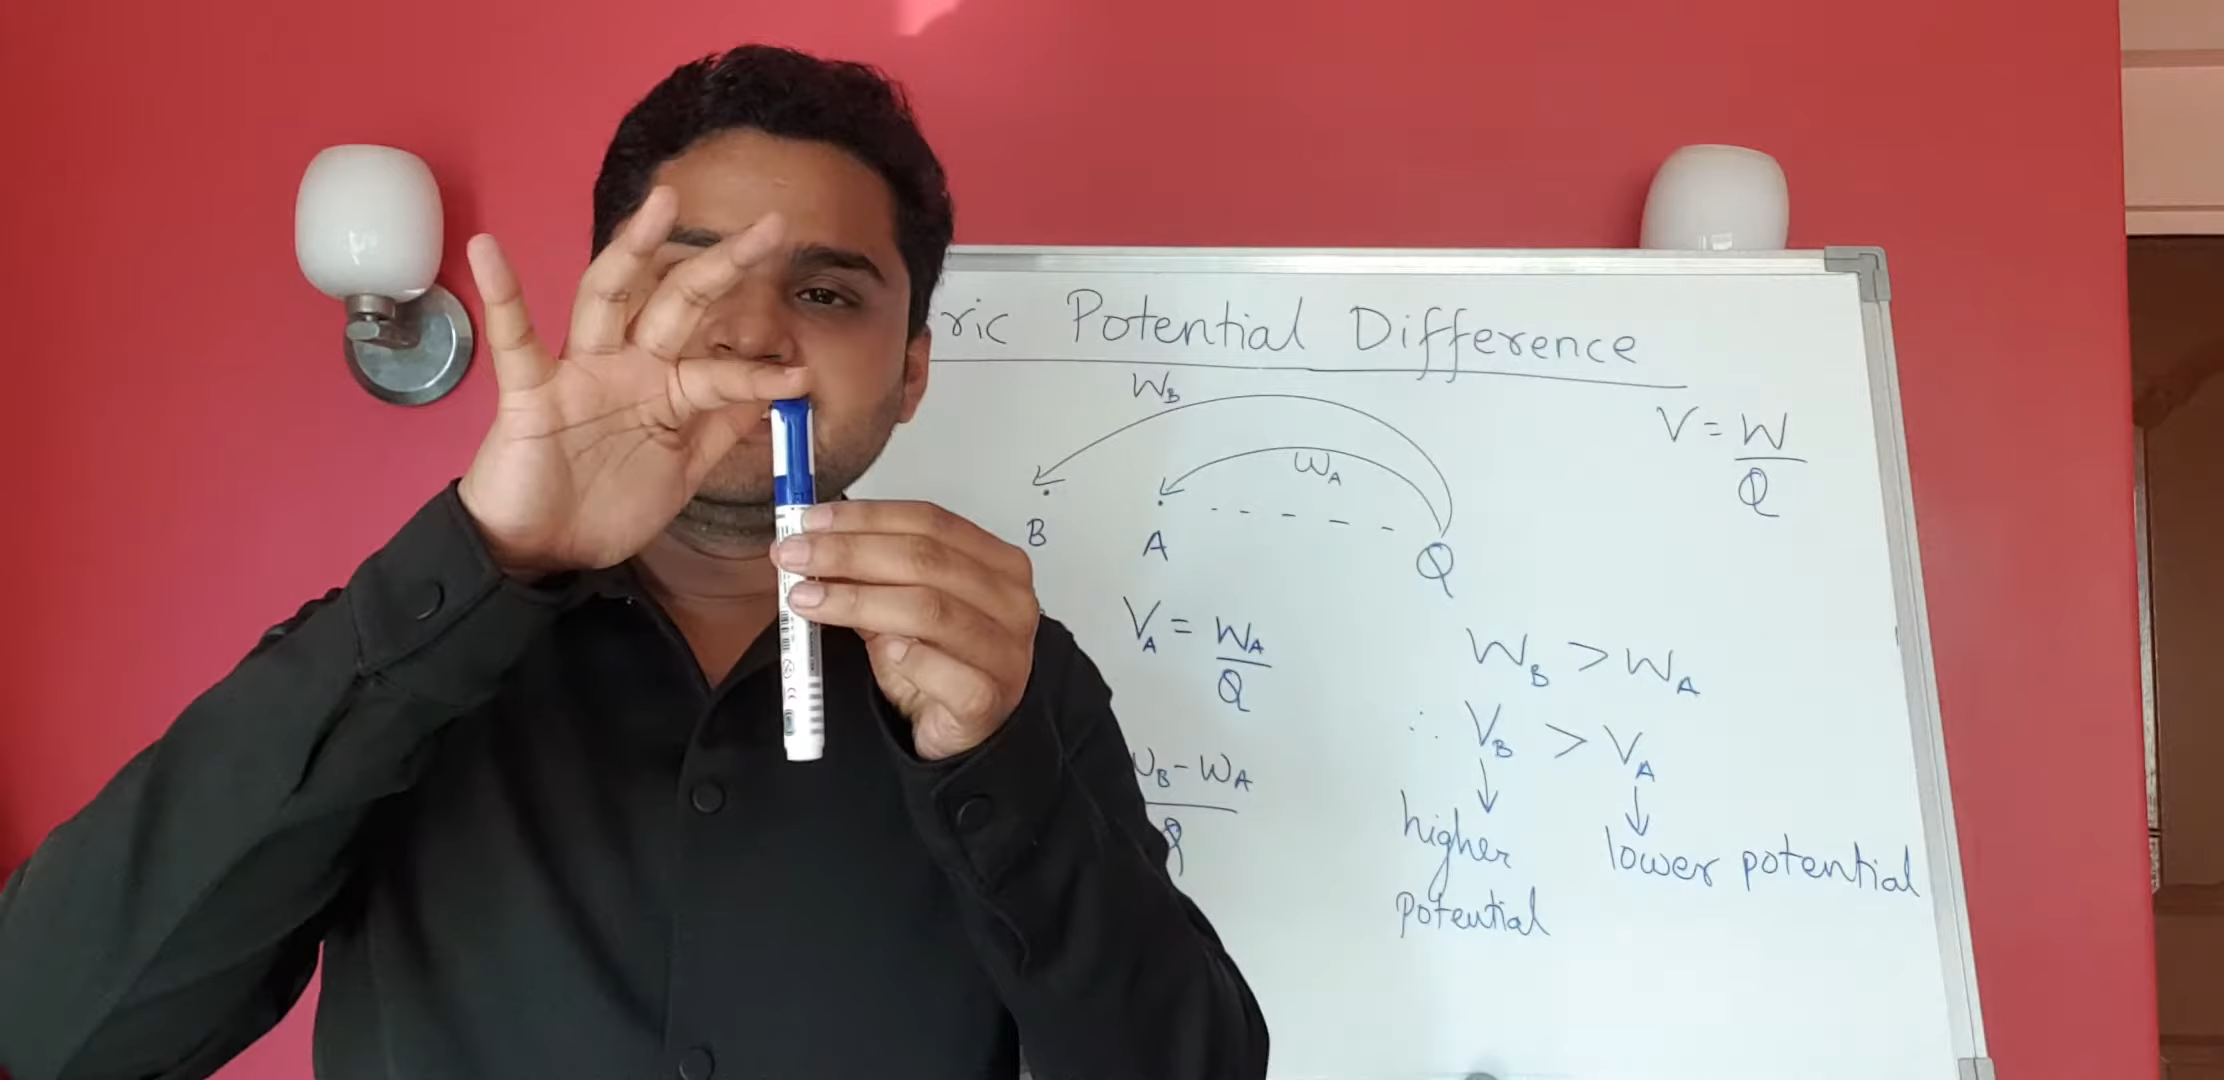 ric Potential Difference
W_B
V = W/Q
W_A
B A Q
V_A = W_A/Q
W_B > W_A
∴ V_B > V_A
W_B - W_A
Q
higher
potential
lower potential